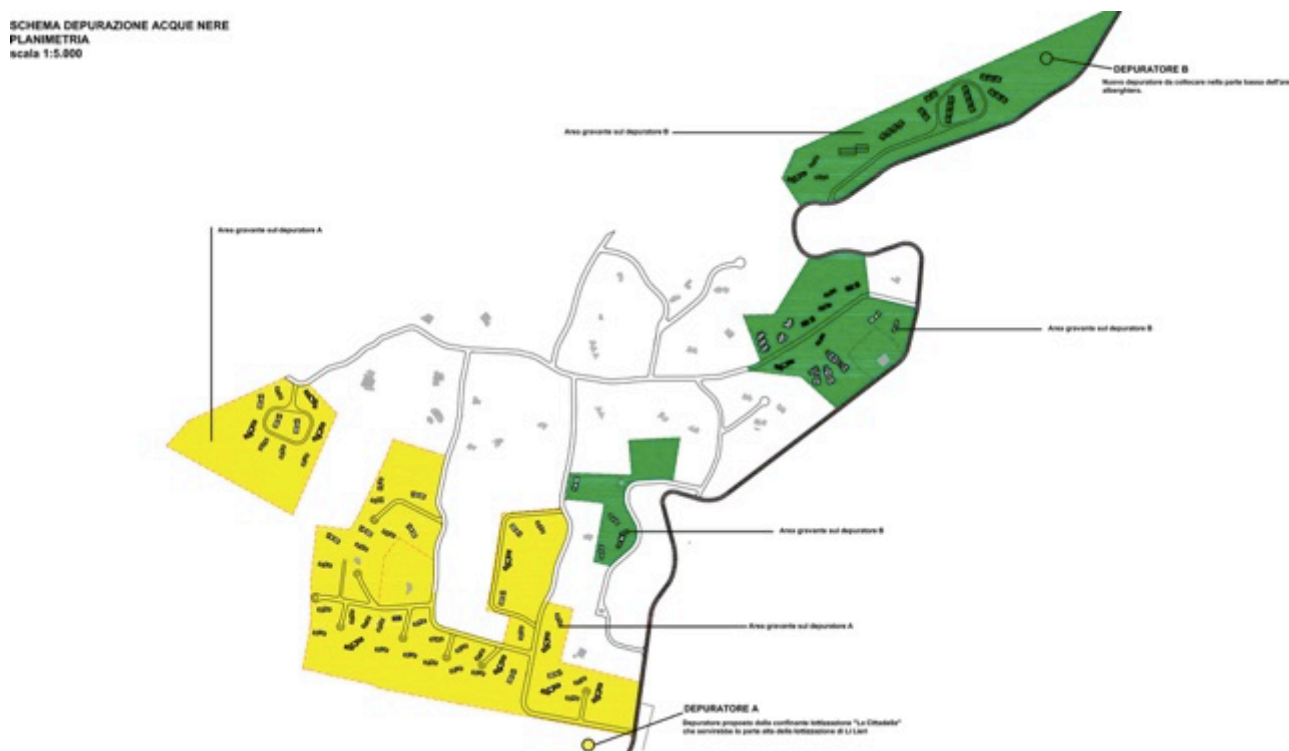 SCHEMA DEPURAZIONE ACQUE NERE
PLANIMETRIA
scala 1:5.000
DEPURATORE B
Nuovo depuratore da collocare nella parte bassa dell'are
alberghiera.
Area gravante sul depuratore B
Area gravante sul depuratore A
Area gravante sul depuratore B
Area gravante sul depuratore B
Area gravante sul depuratore A
DEPURATORE A
Depuratore proposto dalla confinante lottizzazione "La Cittadella"
che servirebbe la parte alta della lottizzazione di Li Lieri